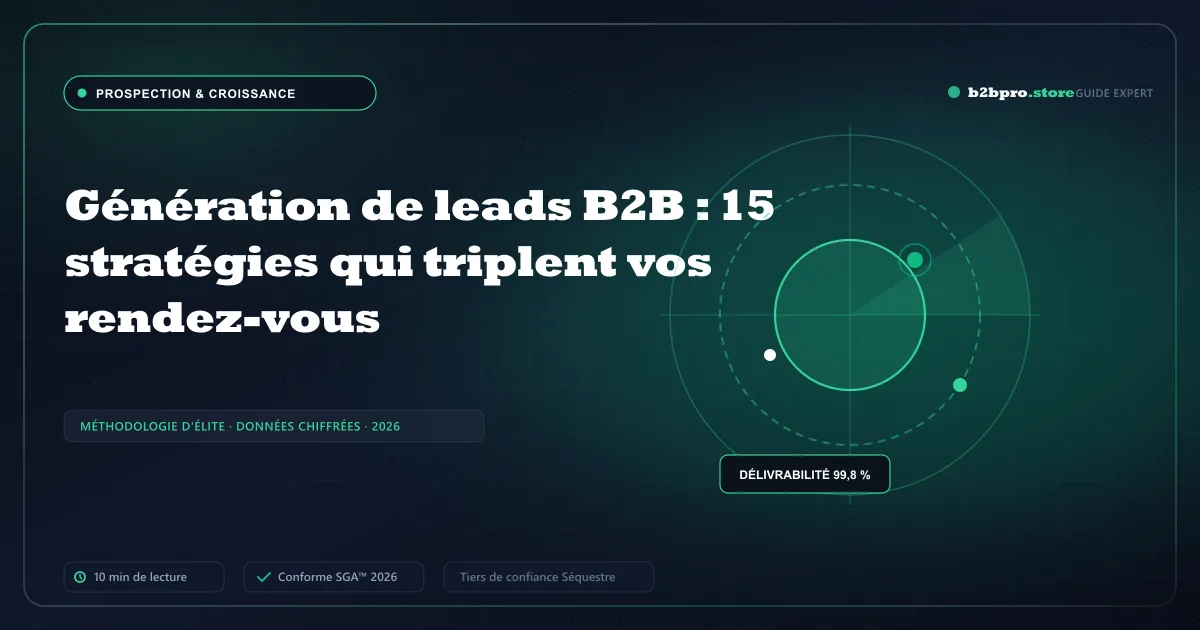 PROSPECTION & CROISSANCE
b2bpro.store GUIDE EXPERT
Génération de leads B2B : 15
stratégies qui triplent vos
rendez-vous
MÉTHODOLOGIE D'ÉLITE · DONNÉES CHIFFRÉES · 2026
DÉLIVRABILITÉ 99,8 %
10 min de lecture
Conforme SGA™ 2026
Tiers de confiance Séquestre